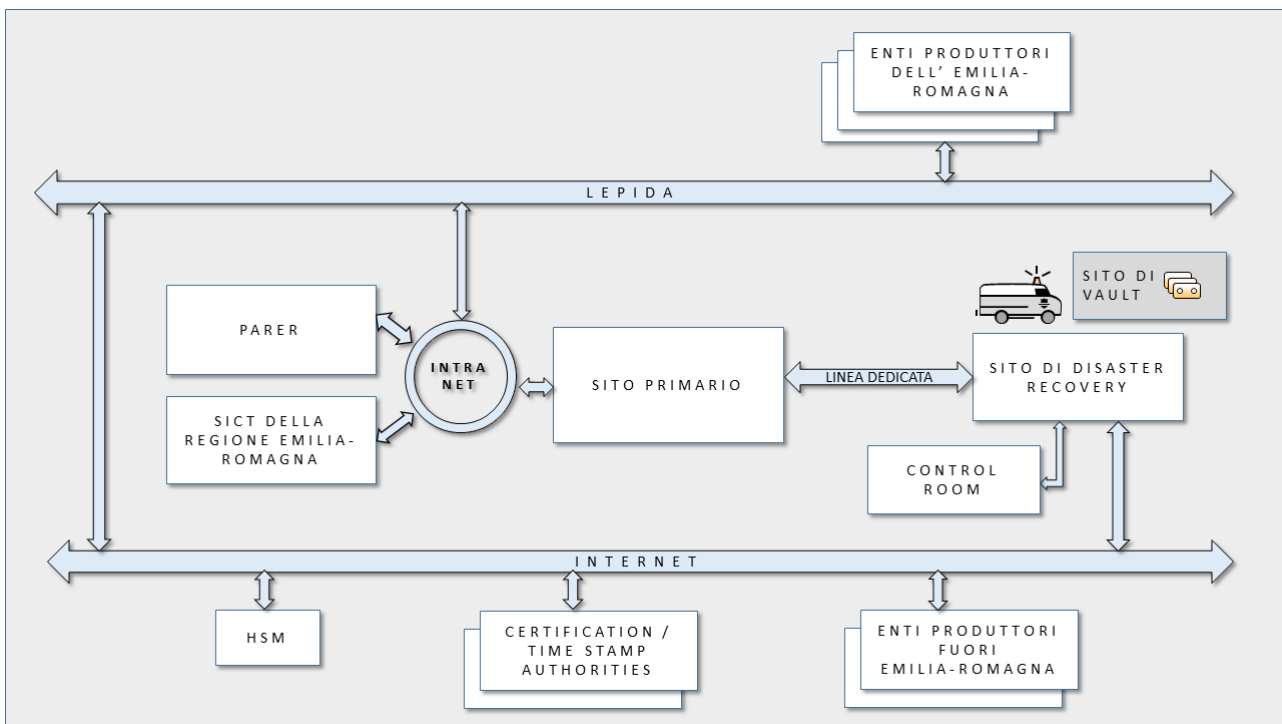 ENTI PRODUTTORI
DELL' EMILIA-
ROMAGNA
LEPIDA
SITO DI
VAULT
PARER
INTRA
NET
SITO PRIMARIO
LINEA DEDICATA
SITO DI DISASTER
RECOVERY
SICT DELLA
REGIONE EMILIA-
ROMAGNA
CONTROL
ROOM
INTERNET
HSM
CERTIFICATION /
TIME STAMP
AUTHORITIES
ENTI PRODUTTORI
FUORI
EMILIA-ROMAGNA